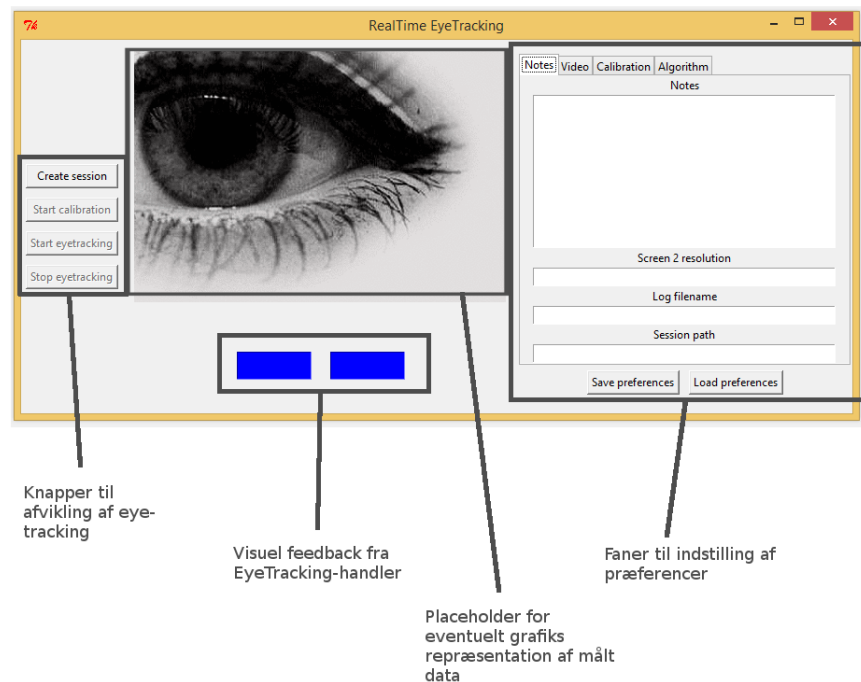 RealTime EyeTracking
Create session
Start calibration
Start eyetracking
Stop eyetracking
Notes Video Calibration Algorithm
Notes
Screen 2 resolution
Log filename
Session path
Save preferences Load preferences
Knapper til
afvikling af eye-
tracking
Visuel feedback fra
EyeTracking-handler
Placeholder for
eventuelt grafiks
repræsentation af målt
data
Faner til indstilling af
præferencer